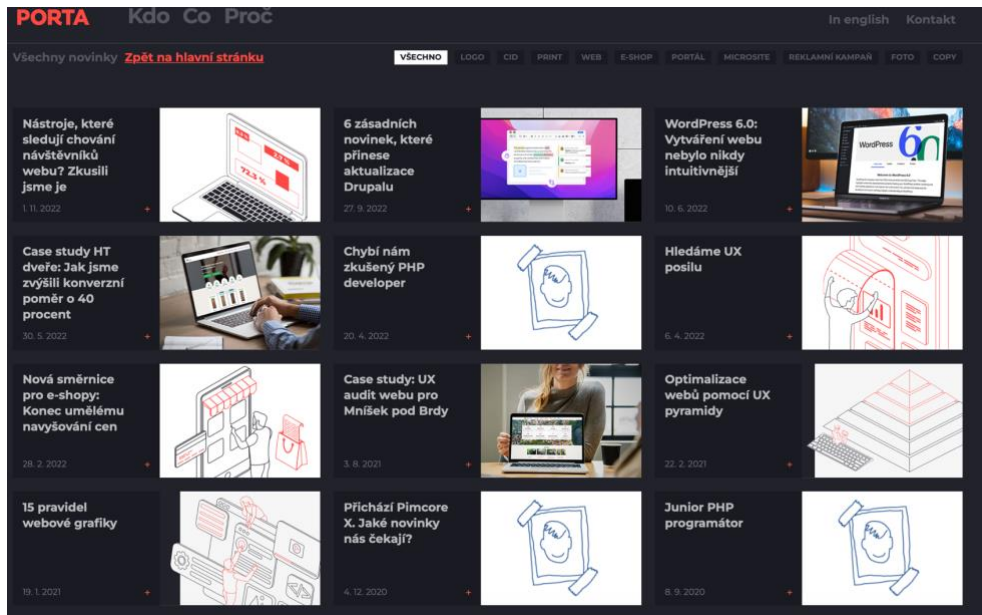 PORTA Kdo Co Proč In english Kontakt
Všechny novinky Zpět na hlavní stránku VŠECHNO LOGO CID PRINT WEB E-SHOP PORTÁL MICROSITE REKLAMNÍ KAMPAŇ FOTO COPY
Nástroje, které
sledují chování
návštěvníků
webu? Zkusili
jsme je
1. 11. 2022 +
72.3 %
6 zásadních
novinek, které
přinese
aktualizace
Drupalu
27. 9. 2022 +
WordPress 6.0:
Vytváření webu
nebylo nikdy
intuitivnější
10. 6. 2022 +
WordPress 60
Case study HT
dveře: Jak jsme
zvýšili konverzní
poměr o 40
procent
30. 5. 2022 +
Chybí nám
zkušený PHP
developer
20. 4. 2022 +
Hledáme UX
posilu
6. 4. 2022 +
Nová směrnice
pro e-shopy:
Konec umělému
navyšování cen
28. 2. 2022 +
Case study: UX
audit webu pro
Mníšek pod Brdy
3. 8. 2021 +
Optimalizace
webů pomocí UX
pyramidy
22. 2. 2021 +
15 pravidel
webové grafiky
19. 1. 2021 +
Přichází Pimcore
X. Jaké novinky
nás čekají?
4. 12. 2020 +
Junior PHP
programátor
8. 9. 2020 +